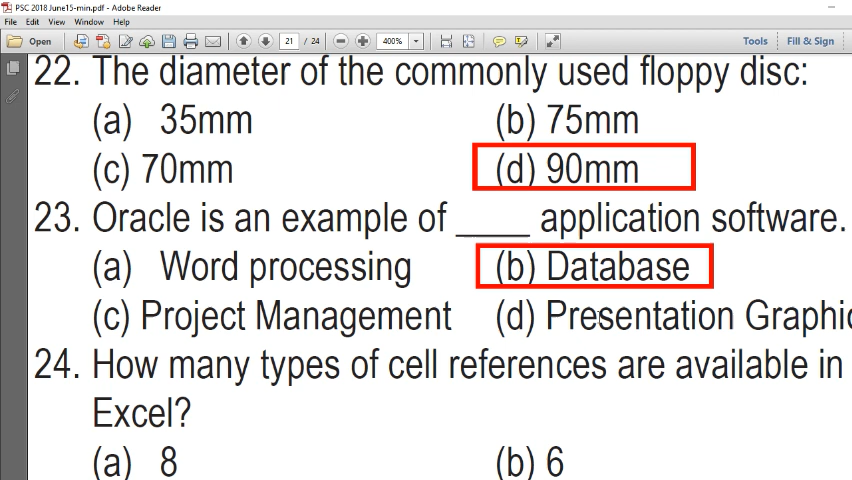 PSC 2018 June15-min.pdf - Adobe Reader
File Edit View Window Help
Open 21 / 24 400% Tools Fill & Sign
22. The diameter of the commonly used floppy disc:
(a) 35mm (b) 75mm
(c) 70mm (d) 90mm
23. Oracle is an example of ____ application software.
(a) Word processing (b) Database
(c) Project Management (d) Presentation Graphic
24. How many types of cell references are available in
Excel?
(a) 8 (b) 6